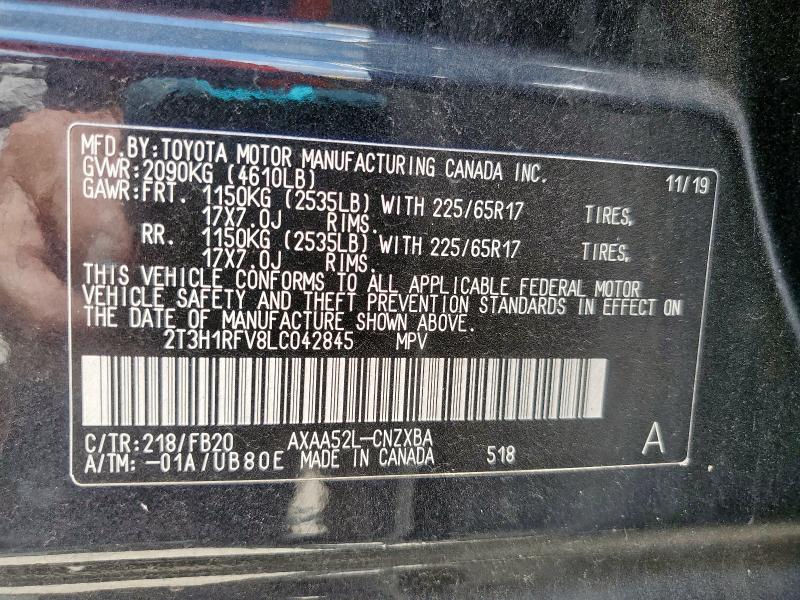 MFD. BY: TOYOTA MOTOR MANUFACTURING CANADA INC. 11/19
GVWR: 2090KG (4610LB)
GAWR: FRT. 1150KG (2535LB) WITH 225/65R17 TIRES,
17X7.0J RIMS.
RR. 1150KG (2535LB) WITH 225/65R17 TIRES,
17X7.0J RIMS.
THIS VEHICLE CONFORMS TO ALL APPLICABLE FEDERAL MOTOR
VEHICLE SAFETY AND THEFT PREVENTION STANDARDS IN EFFECT ON
THE DATE OF MANUFACTURE SHOWN ABOVE.
2T3H1RFV8LC042845 MPV
C/TR: 218/FB20 AXAA52L-CNZXBA A
A/TM: -01A/UB80E MADE IN CANADA 518